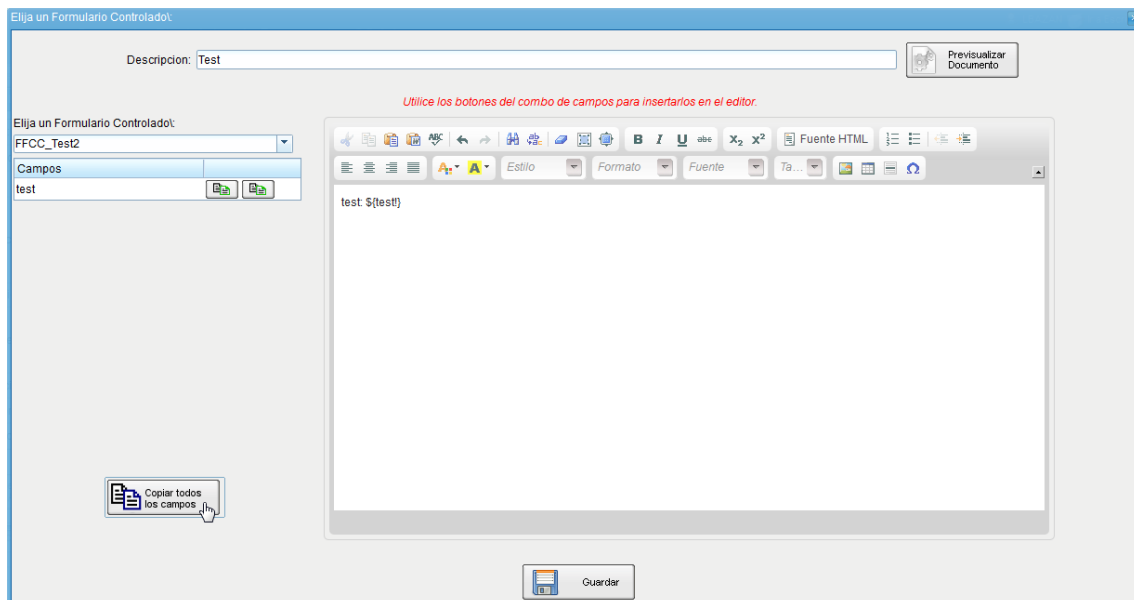 Elija un Formulario Controlado\:
Descripcion: Test
Previsualizar
Documento
Utilice los botones del combo de campos para insertarlos en el editor.
Elija un Formulario Controlado\:
FFCC_Test2
Campos
test
ABC
B I U abc X₂ X² Fuente HTML
A A Estilo Formato Fuente Ta... Ω
test: ${test!}
Copiar todos
los campos
Guardar